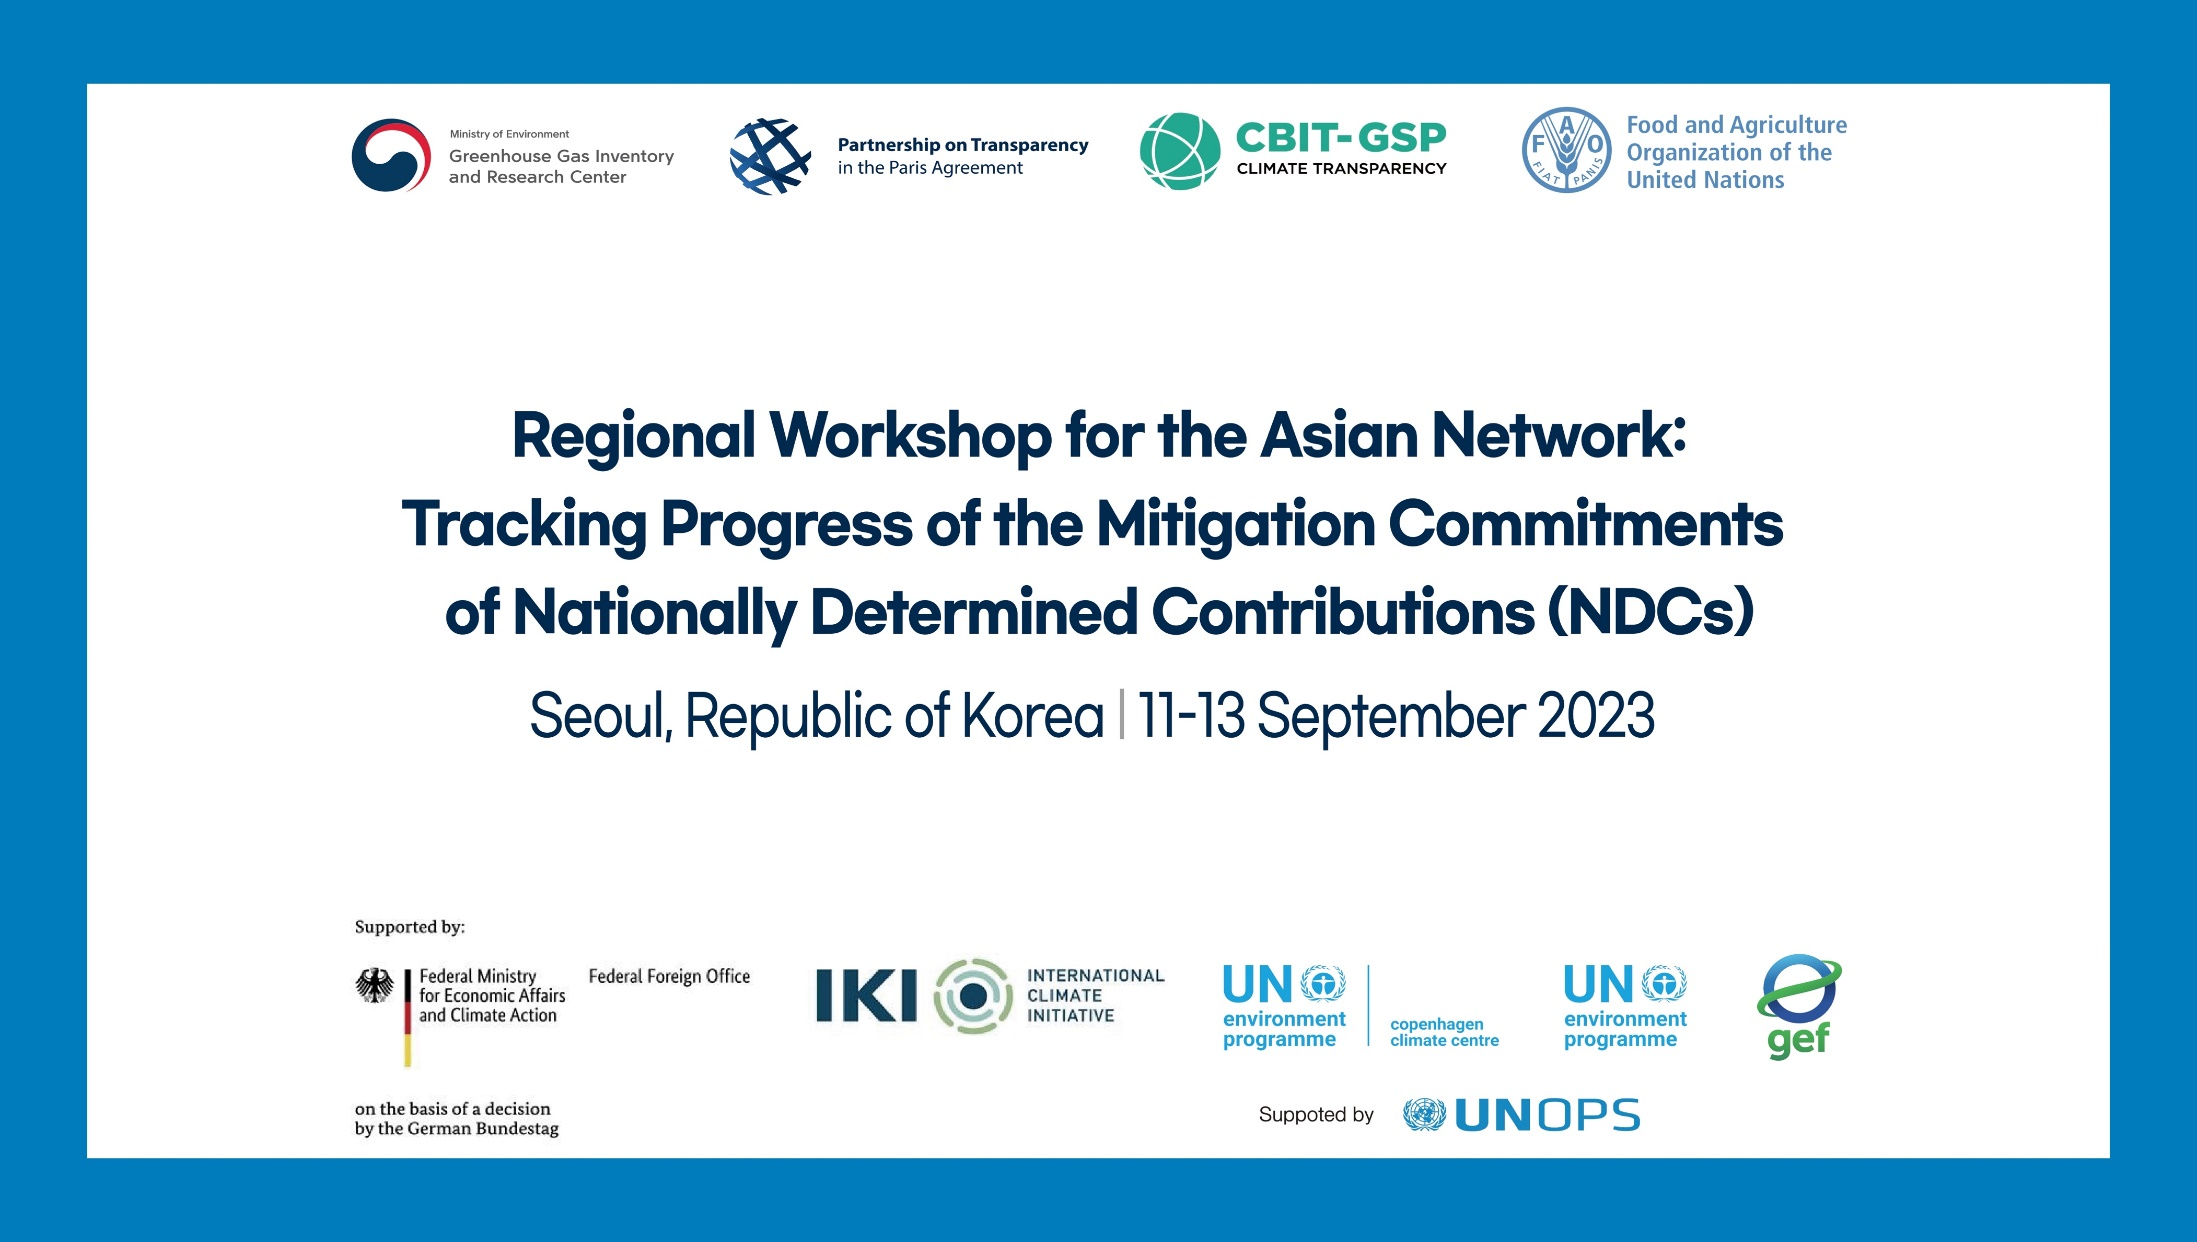 Ministry of Environment
Greenhouse Gas Inventory
and Research Center
Partnership on Transparency
in the Paris Agreement
CBIT-GSP
CLIMATE TRANSPARENCY
F A O
FIAT PANIS
Food and Agriculture
Organization of the
United Nations
Regional Workshop for the Asian Network:
Tracking Progress of the Mitigation Commitments
of Nationally Determined Contributions (NDCs)
Seoul, Republic of Korea | 11-13 September 2023
Supported by:
Federal Ministry
for Economic Affairs
and Climate Action
Federal Foreign Office
on the basis of a decision
by the German Bundestag
IKI
INTERNATIONAL
CLIMATE
INITIATIVE
UN
environment
programme
copenhagen
climate centre
UN
environment
programme
gef
Suppoted by
UNOPS